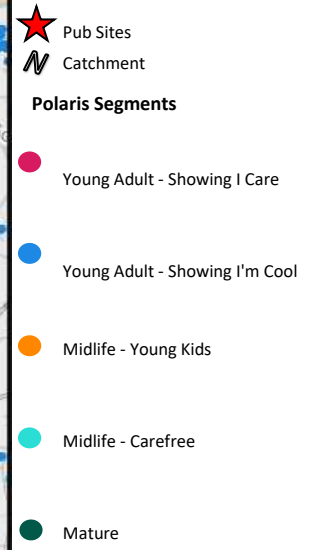 Pub Sites
Catchment
Polaris Segments
Young Adult - Showing I Care
Young Adult - Showing I'm Cool
Midlife - Young Kids
Midlife - Carefree
Mature